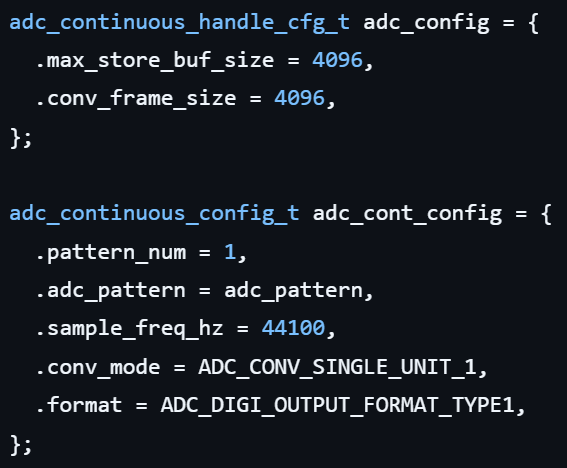 adc_continuous_handle_cfg_t adc_config = {
  .max_store_buf_size = 4096,
  .conv_frame_size = 4096,
};

adc_continuous_config_t adc_cont_config = {
  .pattern_num = 1,
  .adc_pattern = adc_pattern,
  .sample_freq_hz = 44100,
  .conv_mode = ADC_CONV_SINGLE_UNIT_1,
  .format = ADC_DIGI_OUTPUT_FORMAT_TYPE1,
};